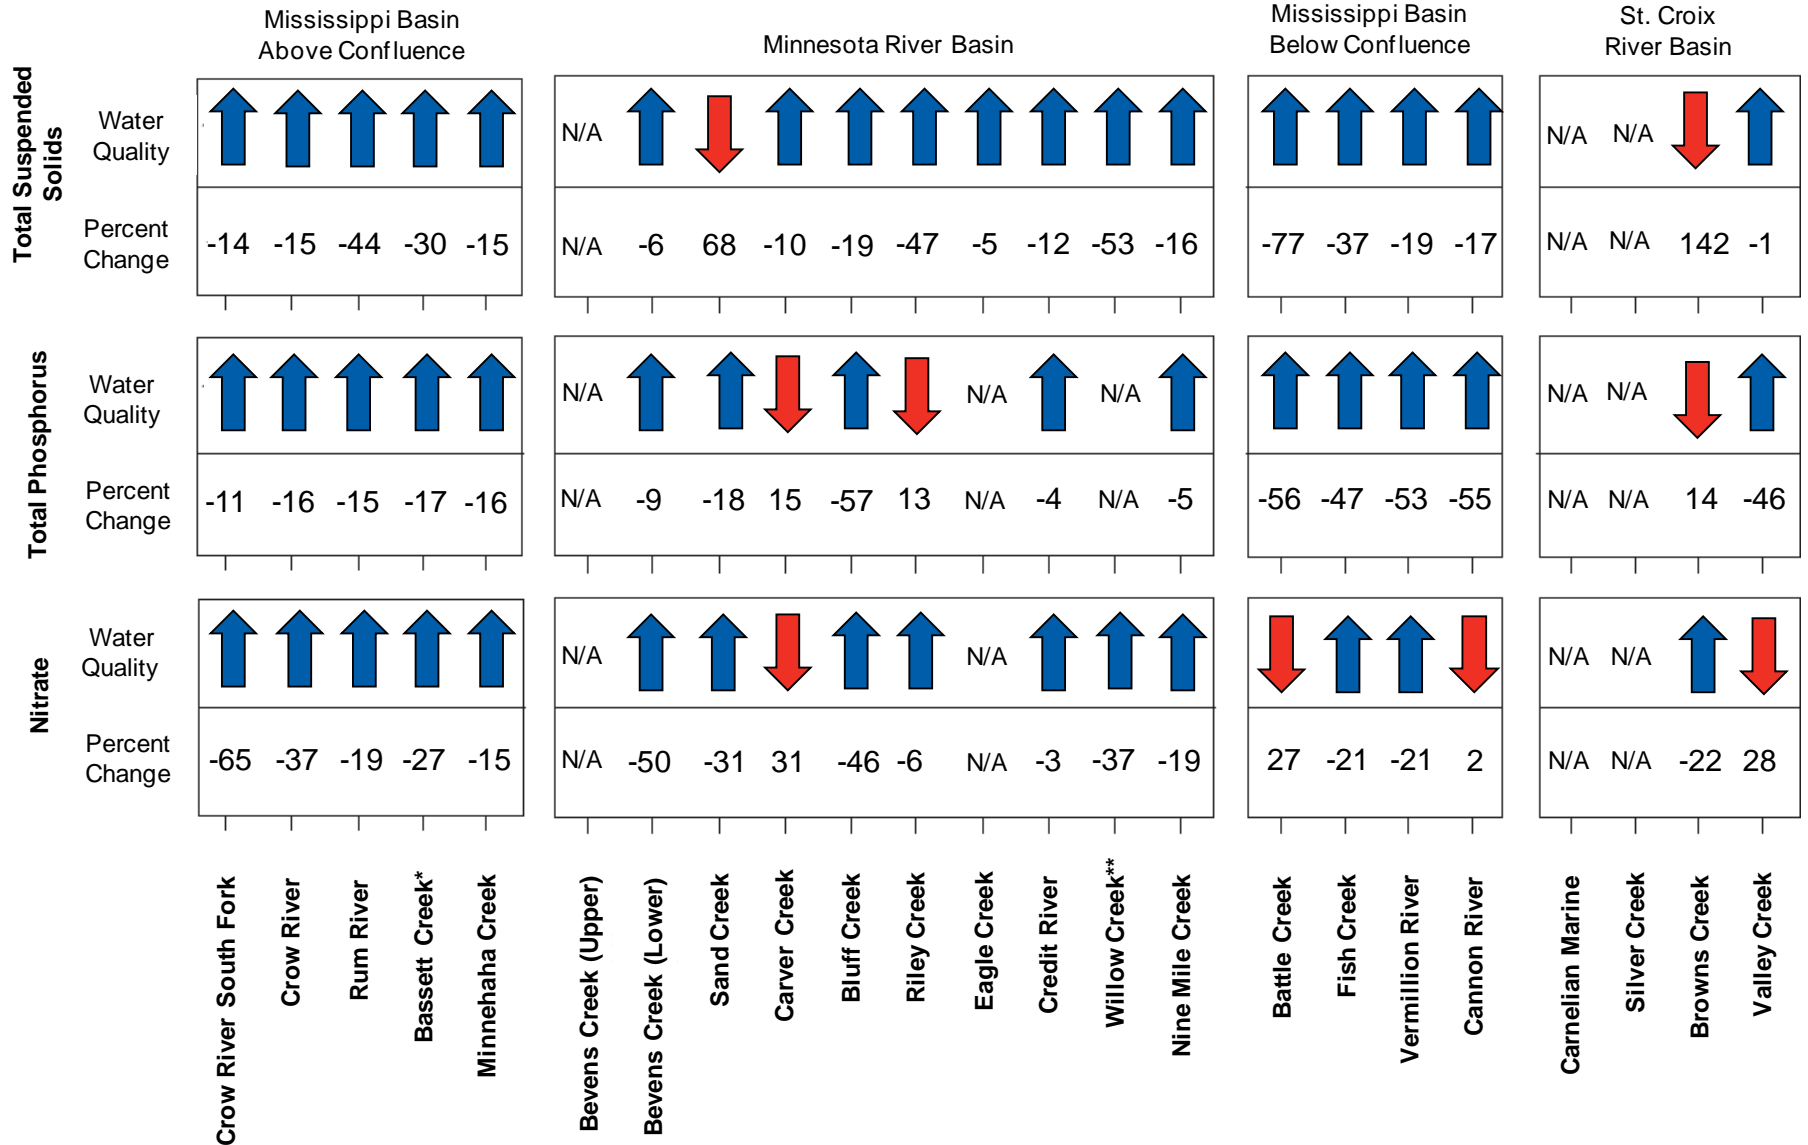 Mississippi Basin
Above Confluence
Minnesota River Basin
Mississippi Basin
Below Confluence
St. Croix
River Basin
Total Suspended
Solids
Water
Quality
N/A N/A N/A
Percent
Change
-14 -15 -44 -30 -15 N/A -6 68 -10 -19 -47 -5 -12 -53 -16 -77 -37 -19 -17 N/A N/A 142 -1
Total Phosphorus
Water
Quality
N/A N/A N/A N/A N/A
Percent
Change
-11 -16 -15 -17 -16 N/A -9 -18 15 -57 13 N/A -4 N/A -5 -56 -47 -53 -55 N/A N/A 14 -46
Nitrate
Water
Quality
N/A N/A N/A N/A
Percent
Change
-65 -37 -19 -27 -15 N/A -50 -31 31 -46 -6 N/A -3 -37 -19 27 -21 -21 2 N/A N/A -22 28
Crow River South Fork
Crow River
Rum River
Bassett Creek*
Minnehaha Creek
Bevens Creek (Upper)
Bevens Creek (Lower)
Sand Creek
Carver Creek
Bluff Creek
Riley Creek
Eagle Creek
Credit River
Willow Creek**
Nine Mile Creek
Battle Creek
Fish Creek
Vermillion River
Cannon River
Carnelian Marine
Silver Creek
Browns Creek
Valley Creek